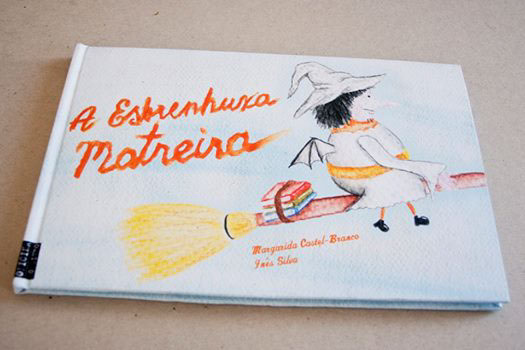 A Estrenhuxa
Matreira
Margarida Castel-Branco
Inês Silva